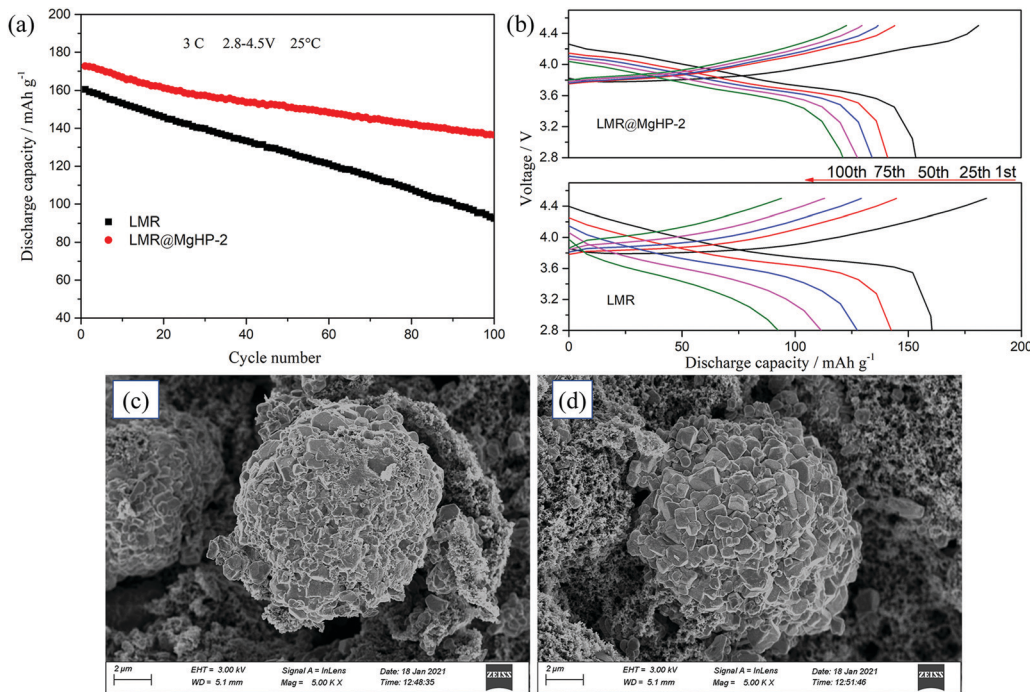 (a)
3 C 2.8-4.5V 25°C
Discharge capacity / mAh g⁻¹
200
180
160
140
120
100
80
60
40
LMR
LMR@MgHP-2
0 20 40 60 80 100
Cycle number
(b)
Voltage / V
4.4
4.0
3.6
3.2
2.8
LMR@MgHP-2
100th 75th 50th 25th 1st
4.4
4.0
3.6
3.2
2.8
LMR
0 50 100 150 200
Discharge capacity / mAh g⁻¹
(c)
2 µm
EHT = 3.00 kV
WD = 5.1 mm
Signal A = InLens
Mag = 5.00 K X
Date: 18 Jan 2021
Time: 12:48:35
ZEISS
(d)
2 µm
EHT = 3.00 kV
WD = 5.1 mm
Signal A = InLens
Mag = 5.00 K X
Date: 18 Jan 2021
Time: 12:51:46
ZEISS